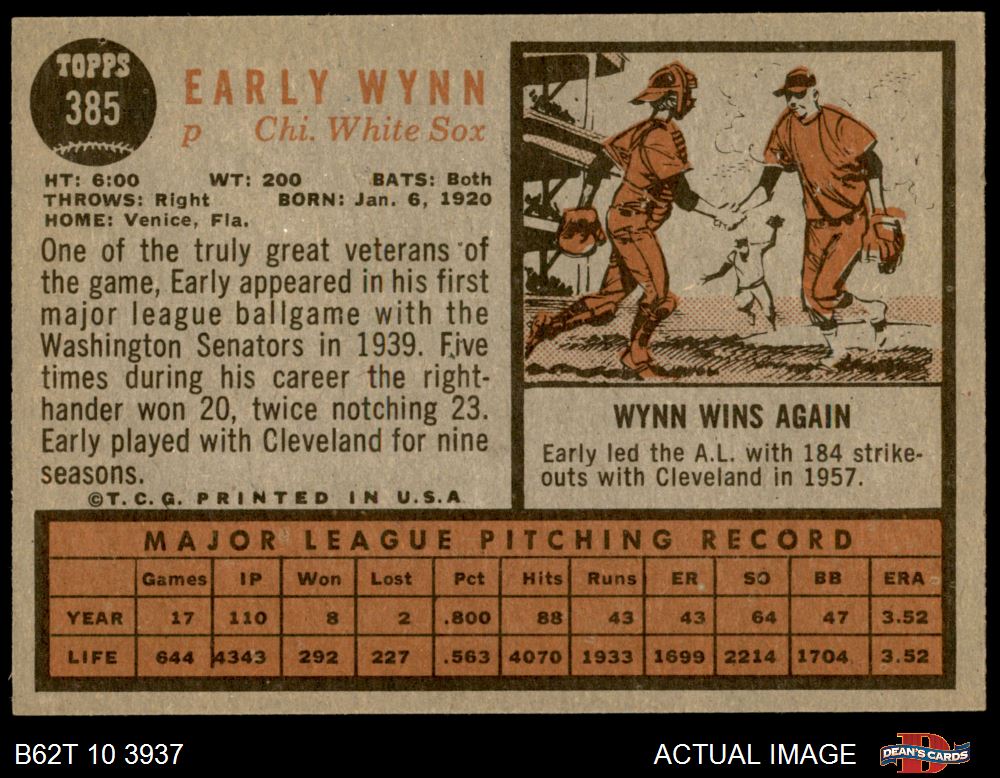 TOPPS
385
EARLY WYNN
p Chi. White Sox
HT: 6:00 WT: 200 BATS: Both
THROWS: Right BORN: Jan. 6, 1920
HOME: Venice, Fla.
One of the truly great veterans of
the game, Early appeared in his first
major league ballgame with the
Washington Senators in 1939. Five
times during his career the right-
hander won 20, twice notching 23.
Early played with Cleveland for nine
seasons.
©T.C.G. PRINTED IN U.S.A.
WYNN WINS AGAIN
Early led the A.L. with 184 strike-
outs with Cleveland in 1957.
MAJOR LEAGUE PITCHING RECORD
Games IP Won Lost Pct Hits Runs ER SO BB ERA
YEAR 17 110 8 2 .800 88 43 43 64 47 3.52
LIFE 644 4343 292 227 .563 4070 1933 1699 2214 1704 3.52
B62T 10 3937
ACTUAL IMAGE
D
DEAN'S CARDS